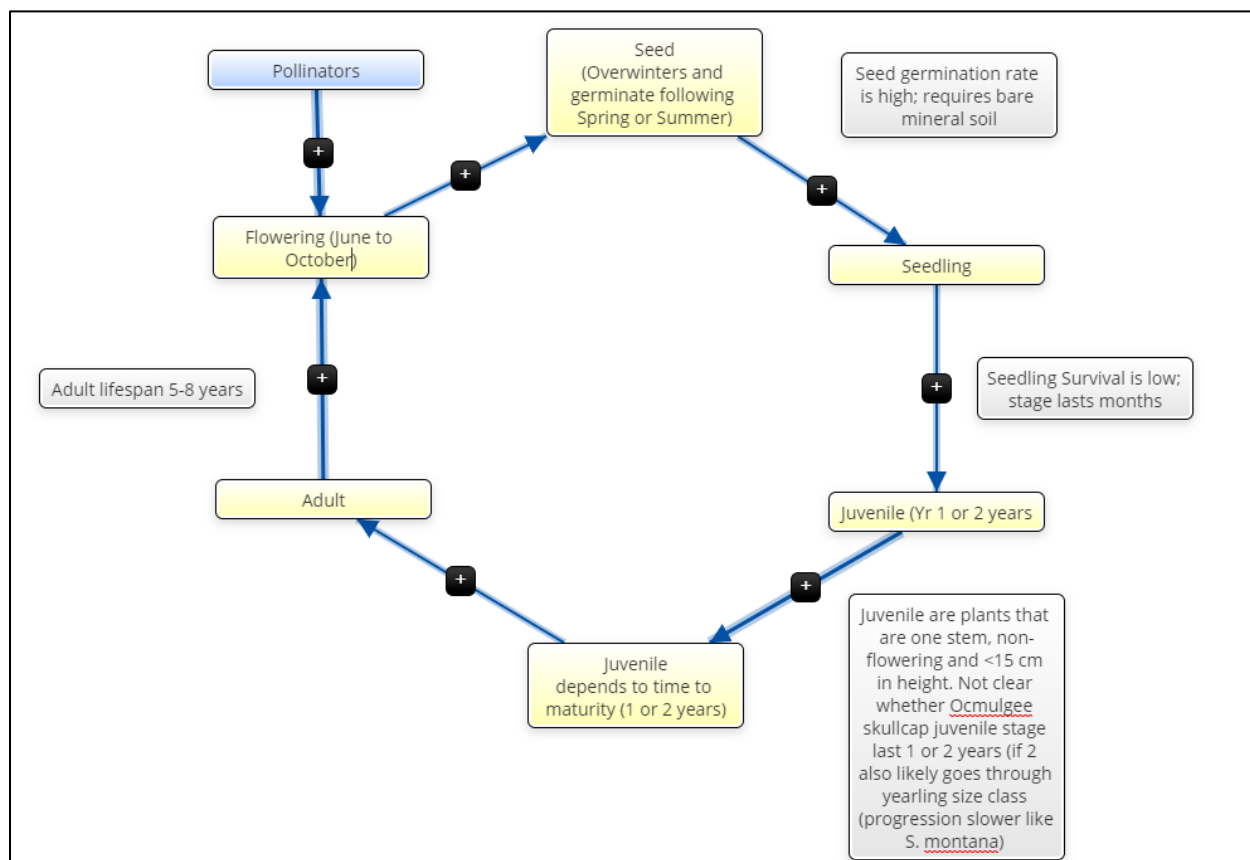 Pollinators
Seed
(Overwinters and
germinate following
Spring or Summer)
Seed germination rate
is high; requires bare
mineral soil
+
+
+
Flowering (June to
October)
Seedling
Adult lifespan 5-8 years
+
+
Seedling Survival is low;
stage lasts months
Adult
Juvenile (Yr 1 or 2 years
+
+
Juvenile
depends to time to
maturity (1 or 2 years)
Juvenile are plants that
are one stem, non-
flowering and <15 cm
in height. Not clear
whether Ocmulgee
skullcap juvenile stage
last 1 or 2 years (if 2
also likely goes through
yearling size class
(progression slower like
S. montana)